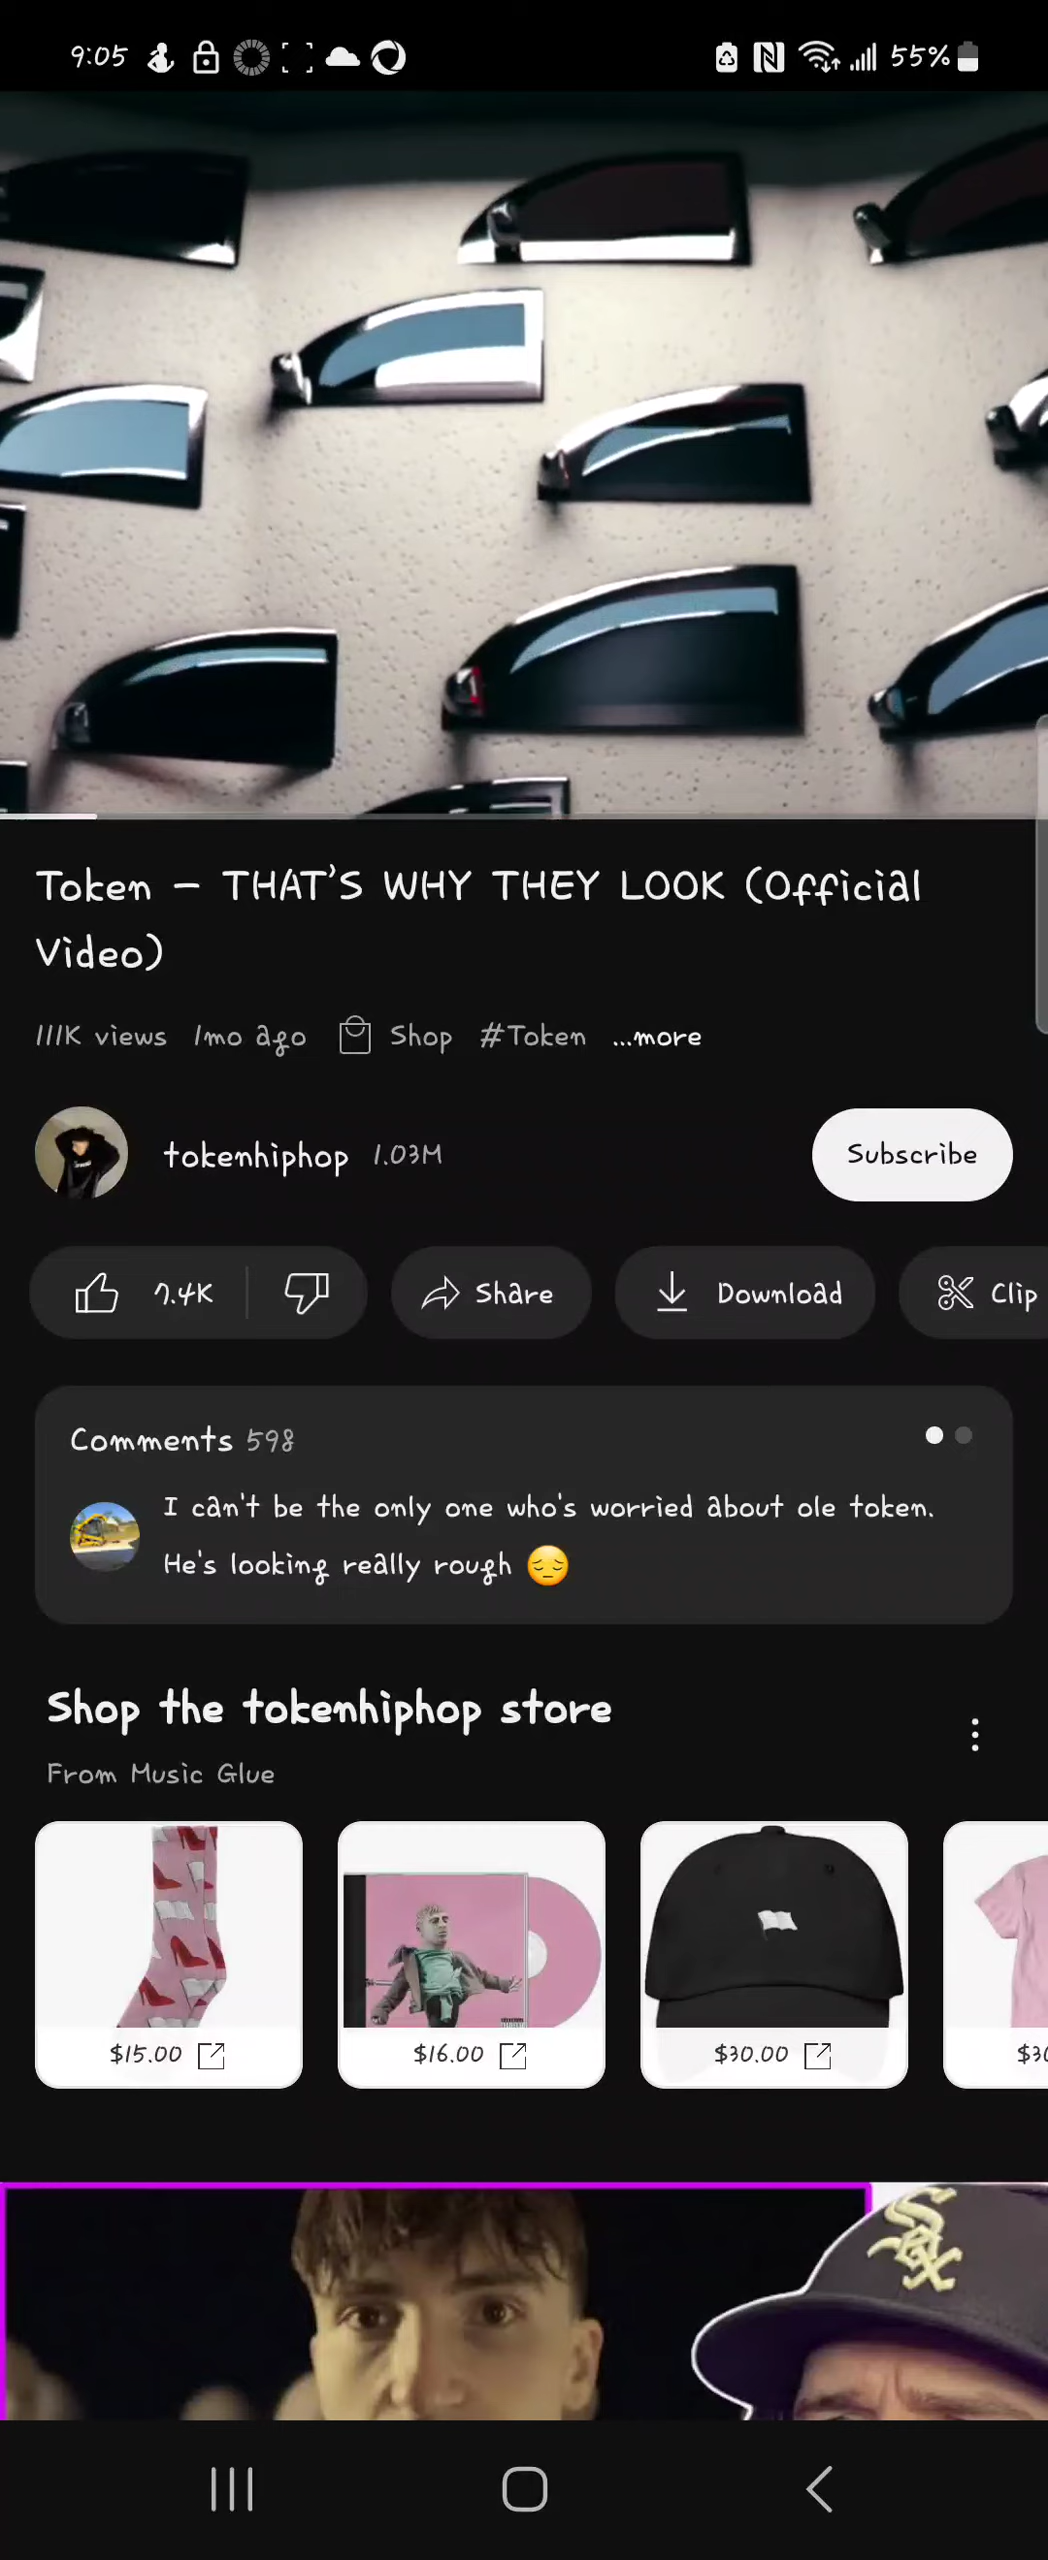 9:05 55%
Token - THAT'S WHY THEY LOOK (Official
Video)
111K views 1mo ago Shop #Token ...more
tokenhiphop 1.03M Subscribe
7.4K Share Download Clip
Comments 598
I can't be the only one who's worried about ole token.
He's looking really rough 😔
Shop the tokenhiphop store
From Music Glue
$15.00 $16.00 $30.00 $30
Sox